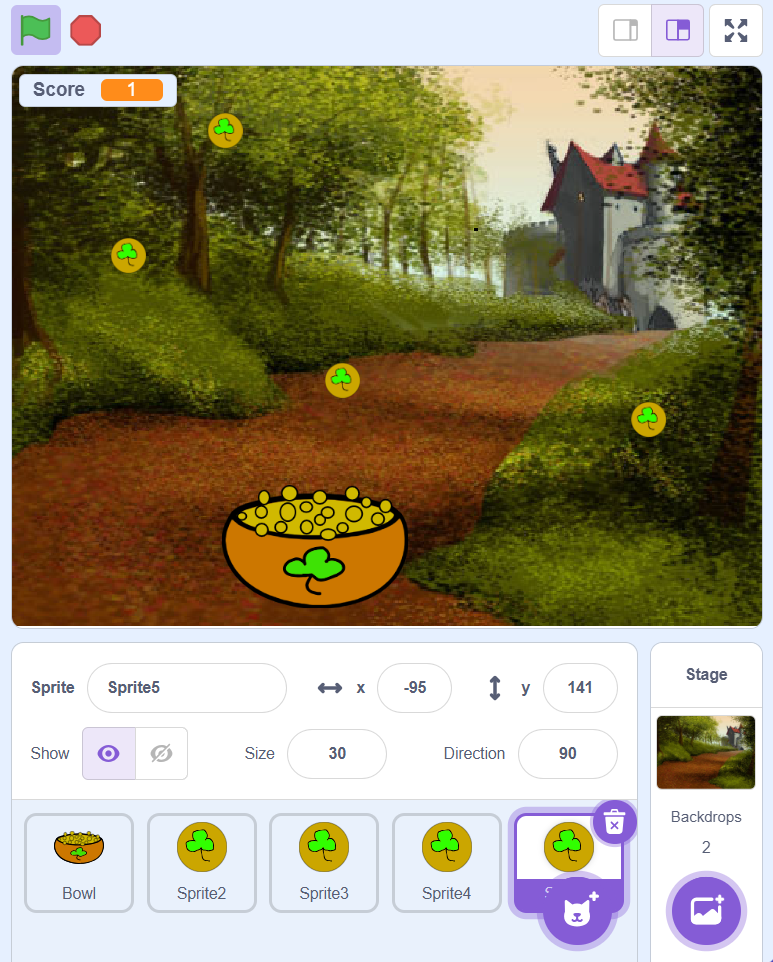 Score 1
Sprite Sprite5 x -95 y 141
Show Size 30 Direction 90
Stage
Backdrops
2
Bowl Sprite2 Sprite3 Sprite4